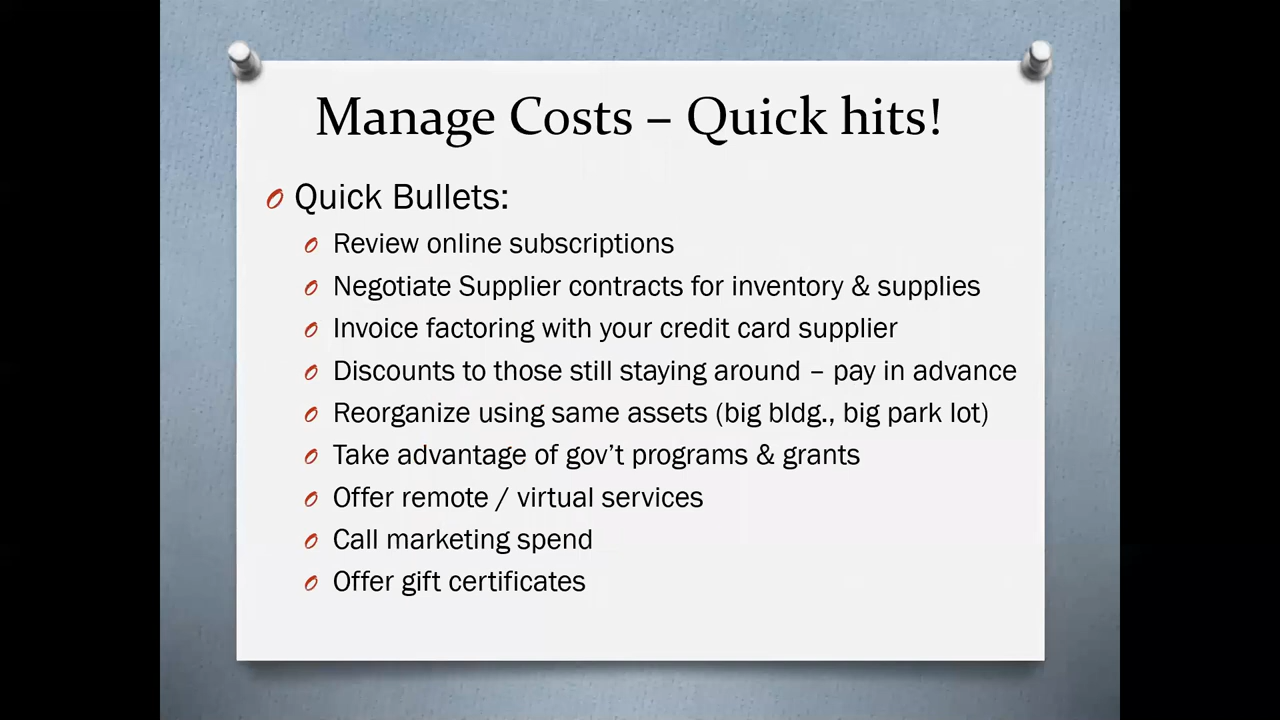 Manage Costs – Quick hits!
Quick Bullets:
Review online subscriptions
Negotiate Supplier contracts for inventory & supplies
Invoice factoring with your credit card supplier
Discounts to those still staying around – pay in advance
Reorganize using same assets (big bldg., big park lot)
Take advantage of gov’t programs & grants
Offer remote / virtual services
Call marketing spend
Offer gift certificates